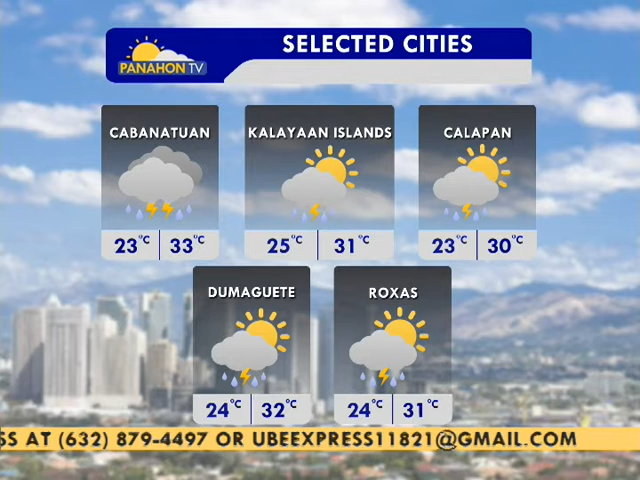 PANAHON TV
SELECTED CITIES
CABANATUAN
23°C 33°C
KALAYAAN ISLANDS
25°C 31°C
CALAPAN
23°C 30°C
DUMAGUETE
24°C 32°C
ROXAS
24°C 31°C
SS AT (632) 879-4497 OR UBEEXPRESS11821@GMAIL.COM